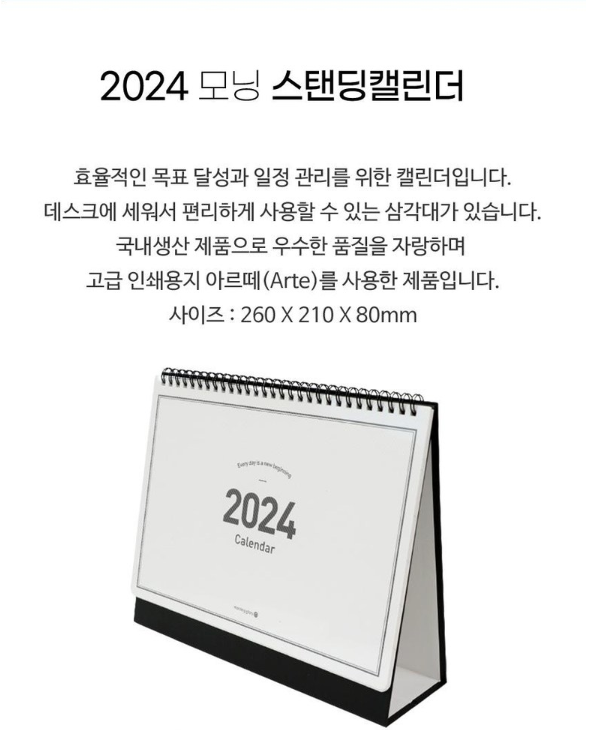 2024 모닝 스탠딩캘린더
효율적인 목표 달성과 일정 관리를 위한 캘린더입니다.
데스크에 세워서 편리하게 사용할 수 있는 삼각대가 있습니다.
국내생산 제품으로 우수한 품질을 자랑하며
고급 인쇄용지 아르떼(Arte)를 사용한 제품입니다.
사이즈 : 260 X 210 X 80mm
Every day is a new beginning
2024
Calendar